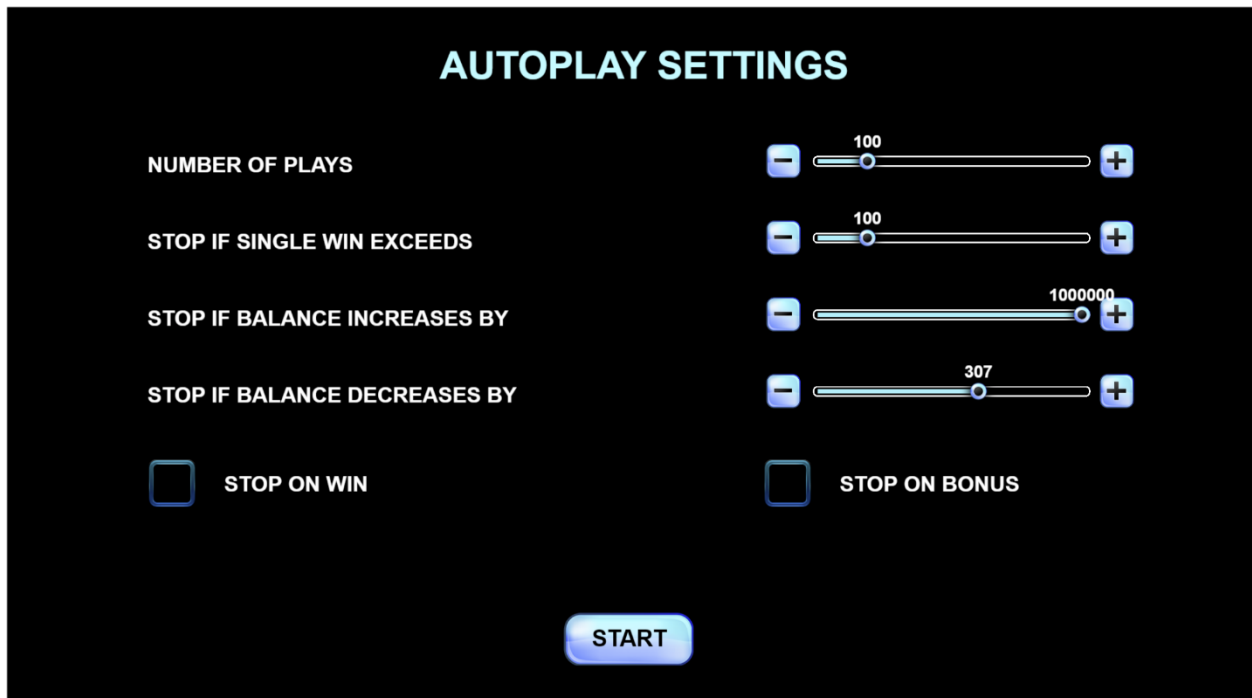 AUTOPLAY SETTINGS
NUMBER OF PLAYS
100
STOP IF SINGLE WIN EXCEEDS
100
STOP IF BALANCE INCREASES BY
1000000
STOP IF BALANCE DECREASES BY
307
STOP ON WIN
STOP ON BONUS
START